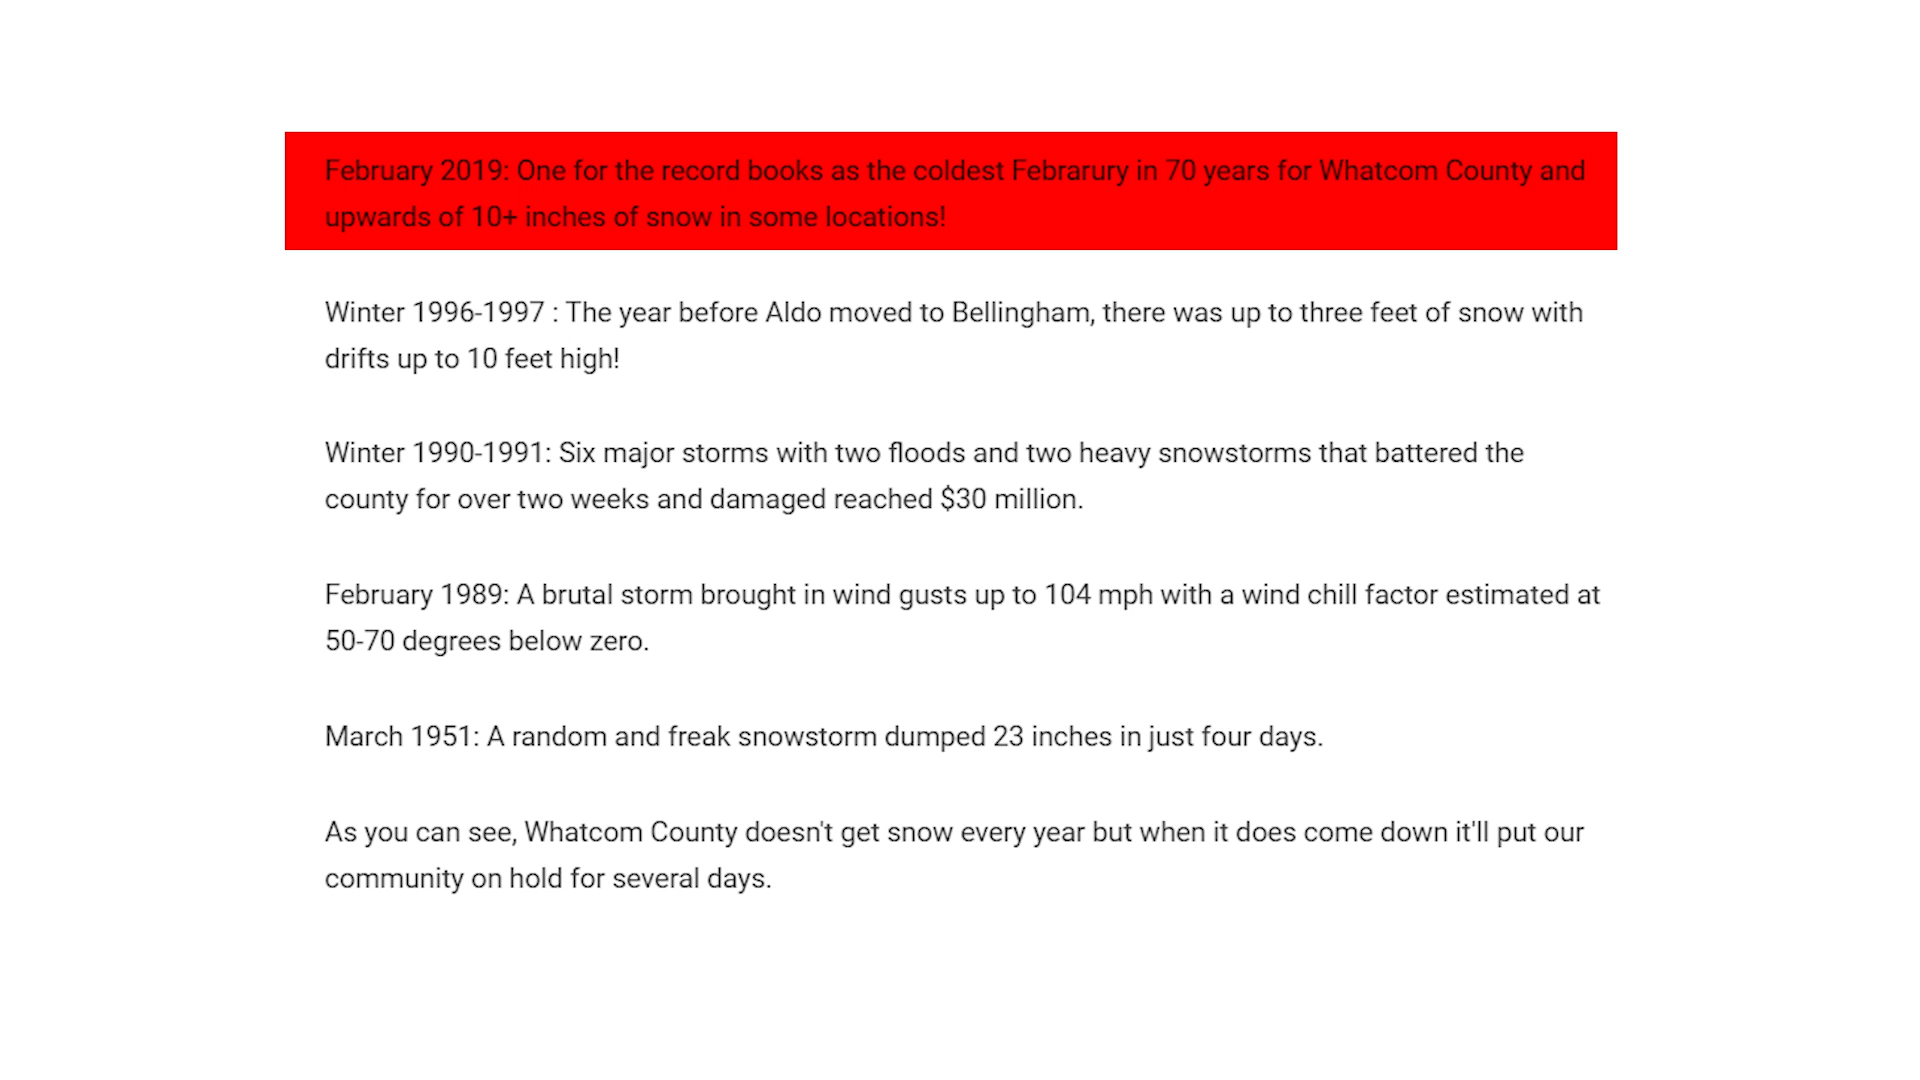 February 2019: One for the record books as the coldest Febrarury in 70 years for Whatcom County and
upwards of 10+ inches of snow in some locations!
Winter 1996-1997 : The year before Aldo moved to Bellingham, there was up to three feet of snow with
drifts up to 10 feet high!
Winter 1990-1991: Six major storms with two floods and two heavy snowstorms that battered the
county for over two weeks and damaged reached $30 million.
February 1989: A brutal storm brought in wind gusts up to 104 mph with a wind chill factor estimated at
50-70 degrees below zero.
March 1951: A random and freak snowstorm dumped 23 inches in just four days.
As you can see, Whatcom County doesn't get snow every year but when it does come down it'll put our
community on hold for several days.